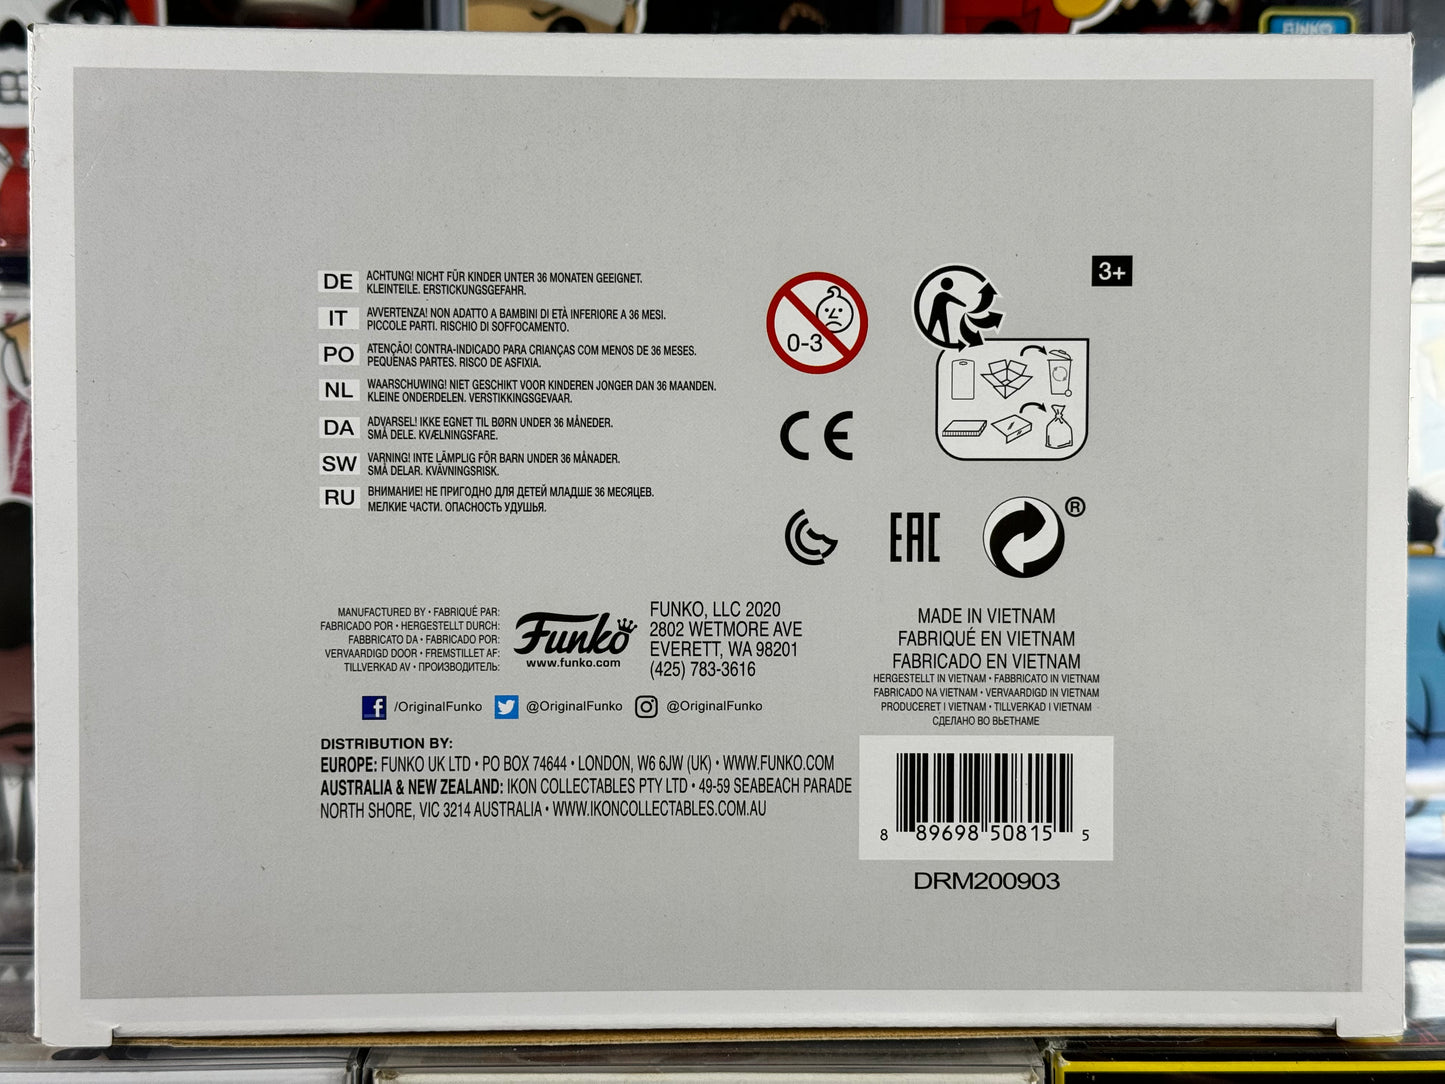 FUNKO
3+
DE ACHTUNG! NICHT FÜR KINDER UNTER 36 MONATEN GEEIGNET.
KLEINTEILE. ERSTICKUNGSGEFAHR.
IT AVVERTENZA! NON ADATTO A BAMBINI DI ETÀ INFERIORE A 36 MESI.
PICCOLE PARTI. RISCHIO DI SOFFOCAMENTO.
PO ATENÇÃO! CONTRA-INDICADO PARA CRIANÇAS COM MENOS DE 36 MESES.
PEQUENAS PARTES. RISCO DE ASFIXIA.
NL WAARSCHUWING! NIET GESCHIKT VOOR KINDEREN JONGER DAN 36 MAANDEN.
KLEINE ONDERDELEN. VERSTIKKINGSGEVAAR.
DA ADVARSEL! IKKE EGNET TIL BØRN UNDER 36 MÅNEDER.
SMÅ DELE. KVÆLNINGSFARE.
SW VARNING! INTE LÄMPLIG FÖR BARN UNDER 36 MÅNADER.
SMÅ DELAR. KVÄVNINGSRISK.
RU ВНИМАНИЕ! НЕ ПРИГОДНО ДЛЯ ДЕТЕЙ МЛАДШЕ 36 МЕСЯЦЕВ.
МЕЛКИЕ ЧАСТИ. ОПАСНОСТЬ УДУШЬЯ.
0-3
CE
EAC
®
MANUFACTURED BY • FABRIQUÉ PAR:
FABRICADO POR • HERGESTELLT DURCH:
FABBRICATO DA • FABRICADO POR:
VERVAARDIGD DOOR • FREMSTILLET AF:
TILLVERKAD AV • ПРОИЗВОДИТЕЛЬ:
Funko
www.funko.com
FUNKO, LLC 2020
2802 WETMORE AVE
EVERETT, WA 98201
(425) 783-3616
/OriginalFunko @OriginalFunko @OriginalFunko
DISTRIBUTION BY:
EUROPE: FUNKO UK LTD • PO BOX 74644 • LONDON, W6 6JW (UK) • WWW.FUNKO.COM
AUSTRALIA & NEW ZEALAND: IKON COLLECTABLES PTY LTD • 49-59 SEABEACH PARADE
NORTH SHORE, VIC 3214 AUSTRALIA • WWW.IKONCOLLECTABLES.COM.AU
MADE IN VIETNAM
FABRIQUÉ EN VIETNAM
FABRICADO EN VIETNAM
HERGESTELLT IN VIETNAM • FABBRICATO IN VIETNAM
FABRICADO NA VIETNAM • VERVAARDIGD IN VIETNAM
PRODUCERET I VIETNAM • TILLVERKAD I VIETNAM
СДЕЛАНО ВО ВЬЕТНАМЕ
8 89698 50815 5
DRM200903